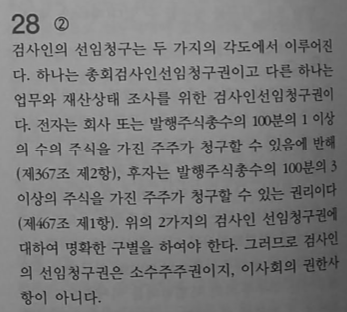 28 ②
검사인의 선임청구는 두 가지의 각도에서 이루어진
다. 하나는 총회검사인선임청구권이고 다른 하나는
업무와 재산상태 조사를 위한 검사인선임청구권이
다. 전자는 회사 또는 발행주식총수의 100분의 1 이상
의 수의 주식을 가진 주주가 청구할 수 있음에 반해
(제367조 제2항), 후자는 발행주식총수의 100분의 3
이상의 주식을 가진 주주가 청구할 수 있는 권리이다
(제467조 제1항). 위의 2가지의 검사인 선임청구권에
대하여 명확한 구별을 하여야 한다. 그러므로 검사인
의 선임청구권은 소수주주권이지, 이사회의 권한사
항이 아니다.